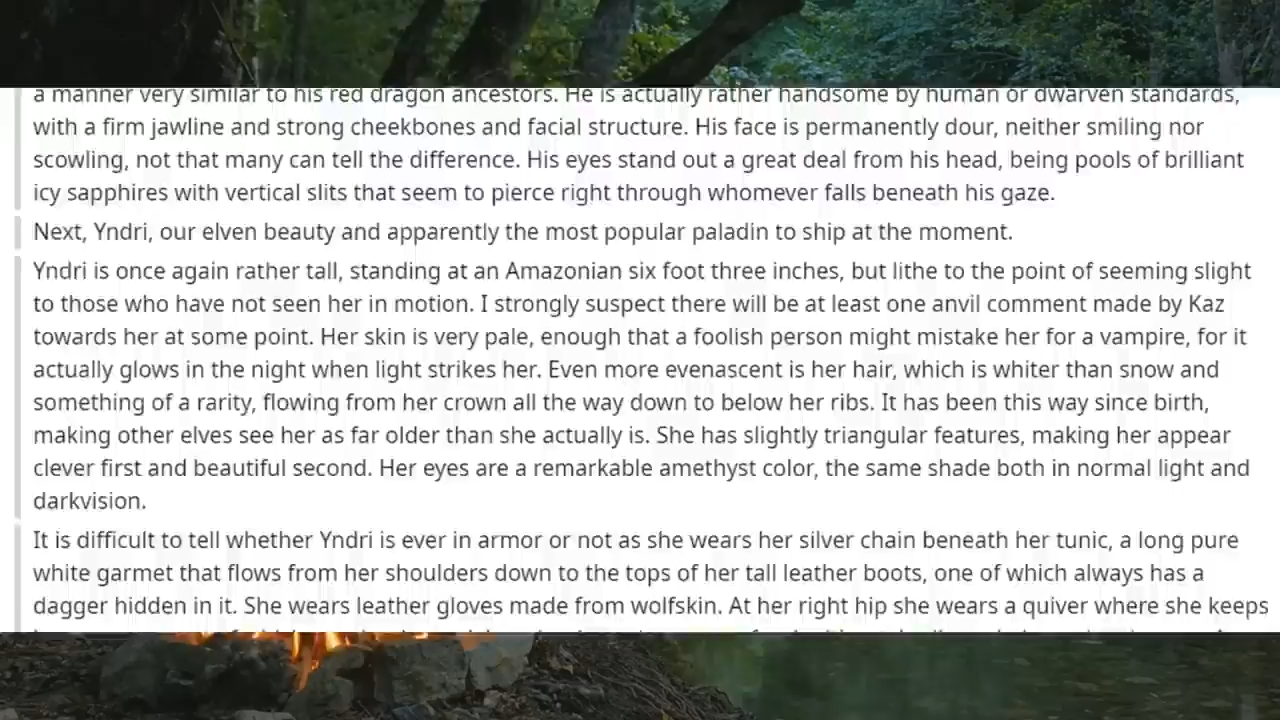 a manner very similar to his red dragon ancestors. He is actually rather handsome by human or dwarven standards,
with a firm jawline and strong cheekbones and facial structure. His face is permanently dour, neither smiling nor
scowling, not that many can tell the difference. His eyes stand out a great deal from his head, being pools of brilliant
icy sapphires with vertical slits that seem to pierce right through whomever falls beneath his gaze.
Next, Yndri, our elven beauty and apparently the most popular paladin to ship at the moment.
Yndri is once again rather tall, standing at an Amazonian six foot three inches, but lithe to the point of seeming slight
to those who have not seen her in motion. I strongly suspect there will be at least one anvil comment made by Kaz
towards her at some point. Her skin is very pale, enough that a foolish person might mistake her for a vampire, for it
actually glows in the night when light strikes her. Even more evenascent is her hair, which is whiter than snow and
something of a rarity, flowing from her crown all the way down to below her ribs. It has been this way since birth,
making other elves see her as far older than she actually is. She has slightly triangular features, making her appear
clever first and beautiful second. Her eyes are a remarkable amethyst color, the same shade both in normal light and
darkvision.
It is difficult to tell whether Yndri is ever in armor or not as she wears her silver chain beneath her tunic, a long pure
white garmet that flows from her shoulders down to the tops of her tall leather boots, one of which always has a
dagger hidden in it. She wears leather gloves made from wolfskin. At her right hip she wears a quiver where she keeps